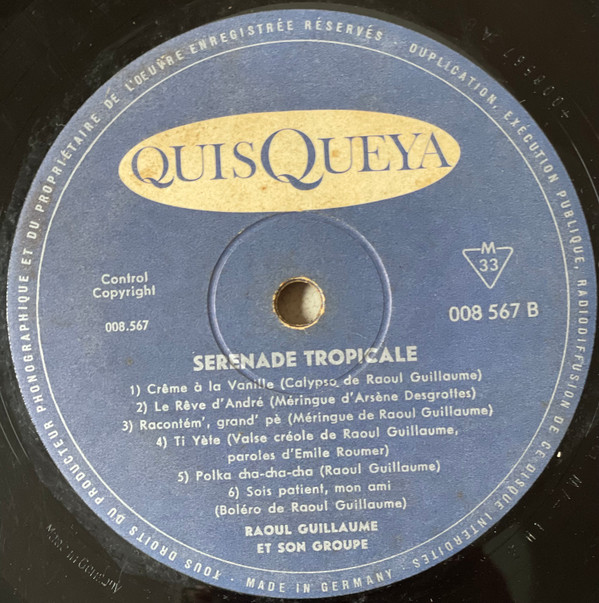 TOUS DROITS DU PRODUCTEUR PHONOGRAPHIQUE ET DU PROPRIÉTAIRE DE L'OEUVRE ENREGISTRÉE RÉSERVÉS · DUPLICATION, EXÉCUTION PUBLIQUE, RADIODIFFUSION DE CE DISQUE INTERDITES ·
QUISQUEYA
Control
Copyright
008.567
M
33
008 567 B
SERENADE TROPICALE
1) Crême à la Vanille (Calypso de Raoul Guillaume)
2) Le Rêve d'André (Méringue d'Arsène Desgrottes)
3) Racontém', grand' pè (Méringue de Raoul Guillaume)
4) Ti Yète (Valse créole de Raoul Guillaume,
paroles d'Emile Roumer)
5) Polka cha-cha-cha (Raoul Guillaume)
6) Sois patient, mon ami
(Boléro de Raoul Guillaume)
RAOUL GUILLAUME
ET SON GROUPE
· MADE IN GERMANY ·